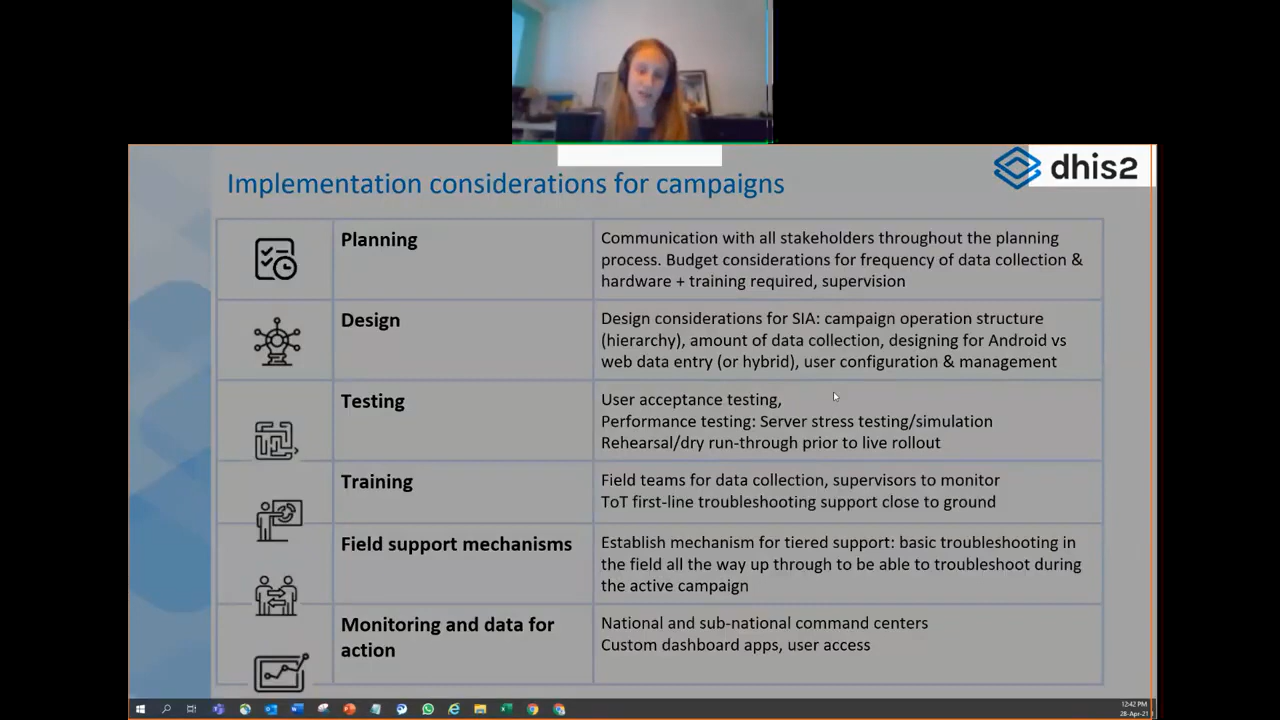 dhis2
Implementation considerations for campaigns
Planning
Communication with all stakeholders throughout the planning
process. Budget considerations for frequency of data collection &
hardware + training required, supervision
Design
Design considerations for SIA: campaign operation structure
(hierarchy), amount of data collection, designing for Android vs
web data entry (or hybrid), user configuration & management
Testing
User acceptance testing,
Performance testing: Server stress testing/simulation
Rehearsal/dry run-through prior to live rollout
Training
Field teams for data collection, supervisors to monitor
ToT first-line troubleshooting support close to ground
Field support mechanisms
Establish mechanism for tiered support: basic troubleshooting in
the field all the way up through to be able to troubleshoot during
the active campaign
Monitoring and data for
action
National and sub-national command centers
Custom dashboard apps, user access
12:42 PM
28-Apr-21